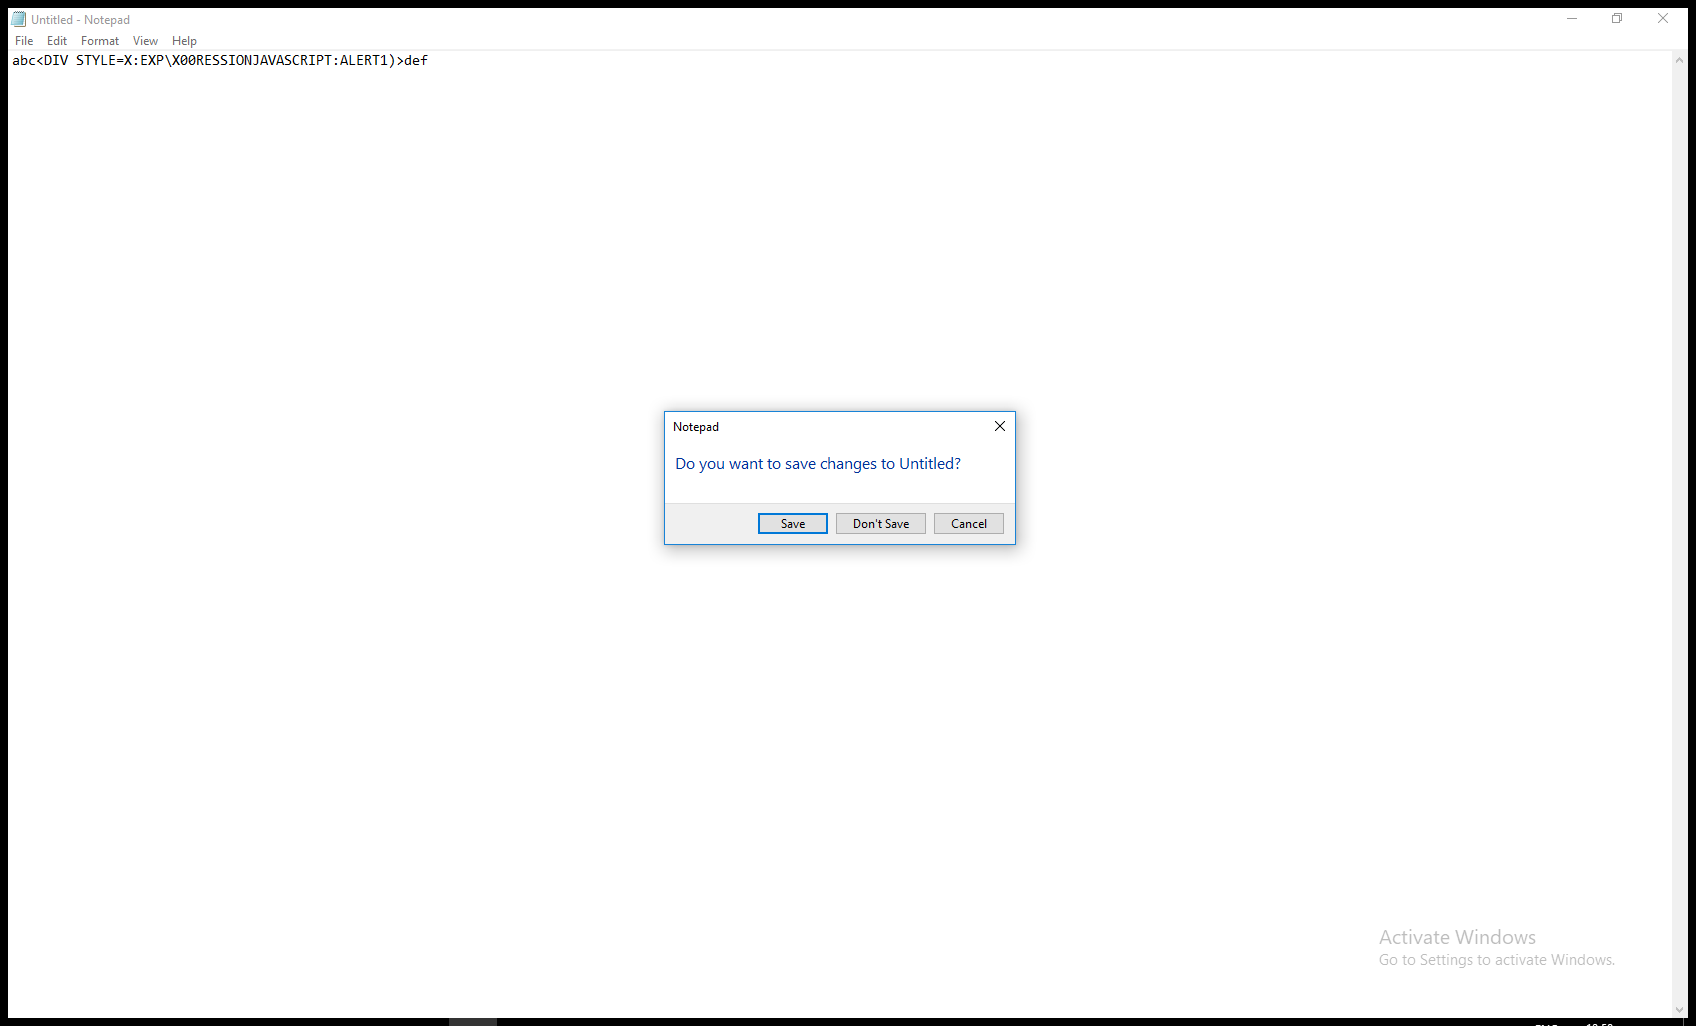 Untitled - Notepad
File Edit Format View Help
abc<DIV STYLE=X:EXP\X00RESSIONJAVASCRIPT:ALERT1)>def
Notepad
Do you want to save changes to Untitled?
Save Don't Save Cancel
Activate Windows
Go to Settings to activate Windows.